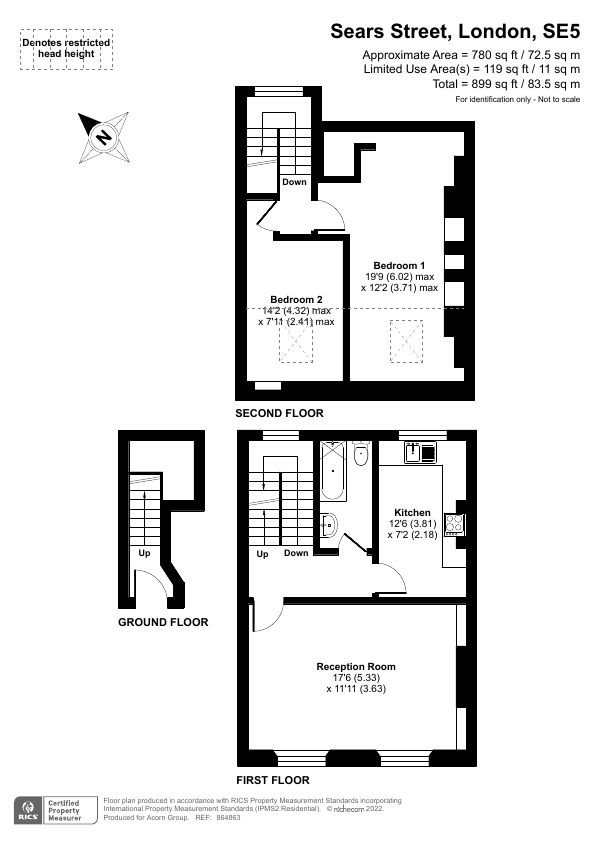 Sears Street, London, SE5
Approximate Area = 780 sq ft / 72.5 sq m
Limited Use Area(s) = 119 sq ft / 11 sq m
Total = 899 sq ft / 83.5 sq m
For identification only - Not to scale
Denotes restricted
head height
N
Down
Bedroom 1
19'9 (6.02) max
x 12'2 (3.71) max
Bedroom 2
14'2 (4.32) max
x 7'11 (2.41) max
SECOND FLOOR
Kitchen
12'6 (3.81)
x 7'2 (2.18)
Up
Up
Down
GROUND FLOOR
Reception Room
17'6 (5.33)
x 11'11 (3.63)
FIRST FLOOR
RICS
Certified
Property
Measurer
Floor plan produced in accordance with RICS Property Measurement Standards incorporating
International Property Measurement Standards (IPMS2 Residential). © nichecom 2022.
Produced for Acorn Group. REF: 864863